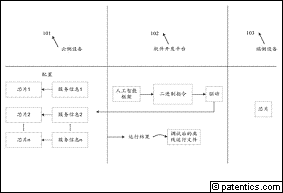 101
云侧设备
102
软件开发平台
103
端侧设备
配置
芯片1
服务信息1
芯片2
服务信息2
芯片n
服务信息n
人工智能
框架
二进制指令
驱动
运行结果
调试后的离
线运行文件
芯片
© patentics.com